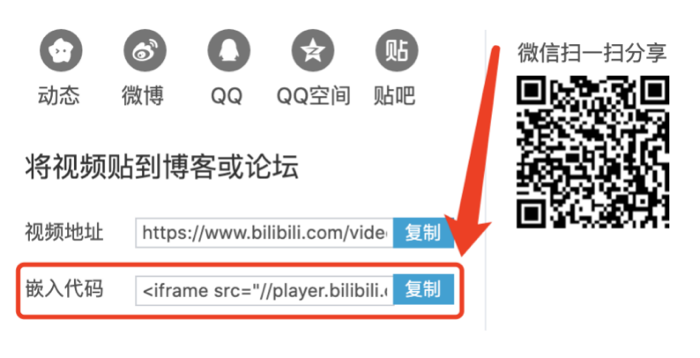 动态 微博 QQ QQ空间 贴吧
微信扫一扫分享
将视频贴到博客或论坛
视频地址 https://www.bilibili.com/vide 复制
嵌入代码 <iframe src="//player.bilibili.c 复制